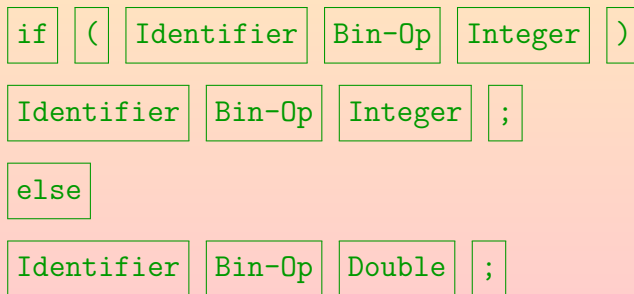 if ( Identifier Bin-Op Integer )
Identifier Bin-Op Integer ;
else
Identifier Bin-Op Double ;